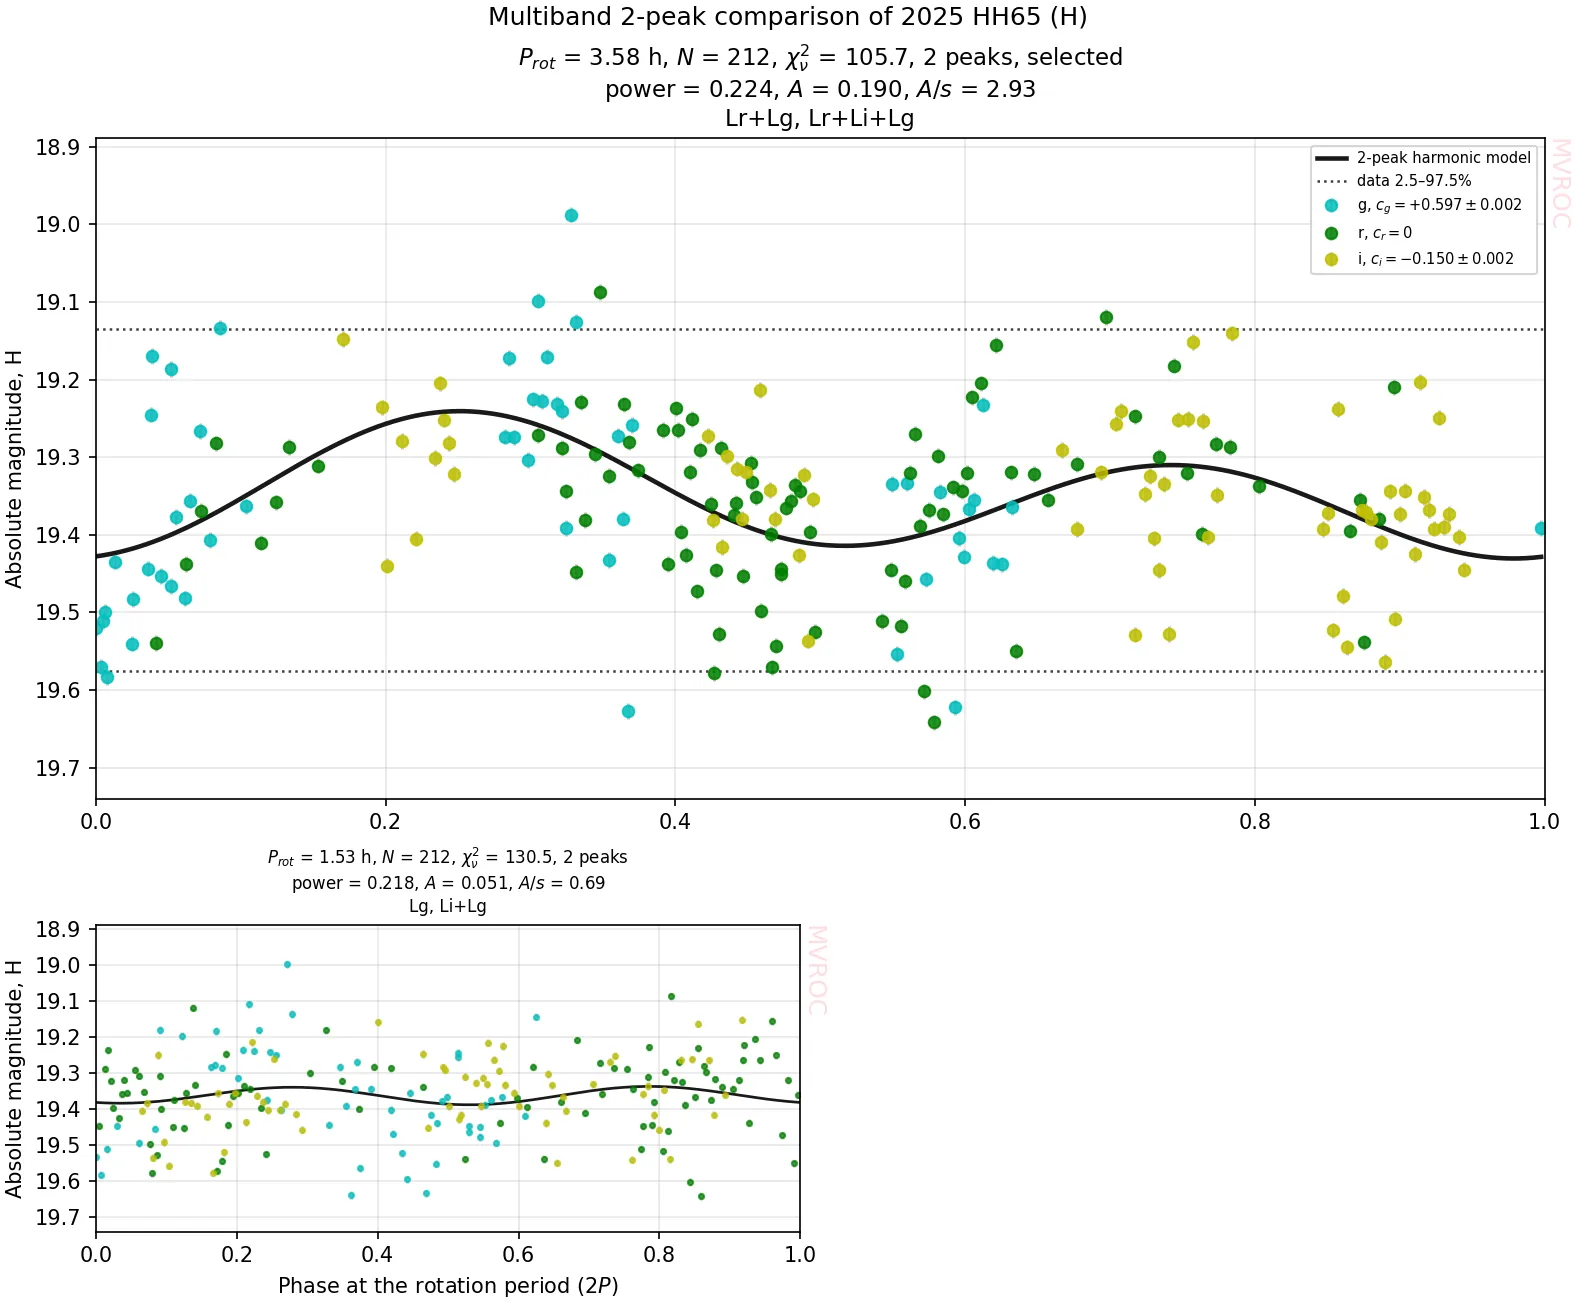 Multiband 2-peak comparison of 2025 HH65 (H)
P_rot = 3.58 h, N = 212, χ²_ν = 105.7, 2 peaks, selected
power = 0.224, A = 0.190, A/s = 2.93
Lr+Lg, Lr+Li+Lg
Absolute magnitude, H
18.9
19.0
19.1
19.2
19.3
19.4
19.5
19.6
19.7
2-peak harmonic model
data 2.5–97.5%
g, c_g = +0.597 ± 0.002
r, c_r = 0
i, c_i = −0.150 ± 0.002
MVROC
0.0 0.2 0.4 0.6 0.8 1.0
P_rot = 1.53 h, N = 212, χ²_ν = 130.5, 2 peaks
power = 0.218, A = 0.051, A/s = 0.69
Lg, Li+Lg
Absolute magnitude, H
18.9
19.0
19.1
19.2
19.3
19.4
19.5
19.6
19.7
MVROC
0.0 0.2 0.4 0.6 0.8 1.0
Phase at the rotation period (2P)